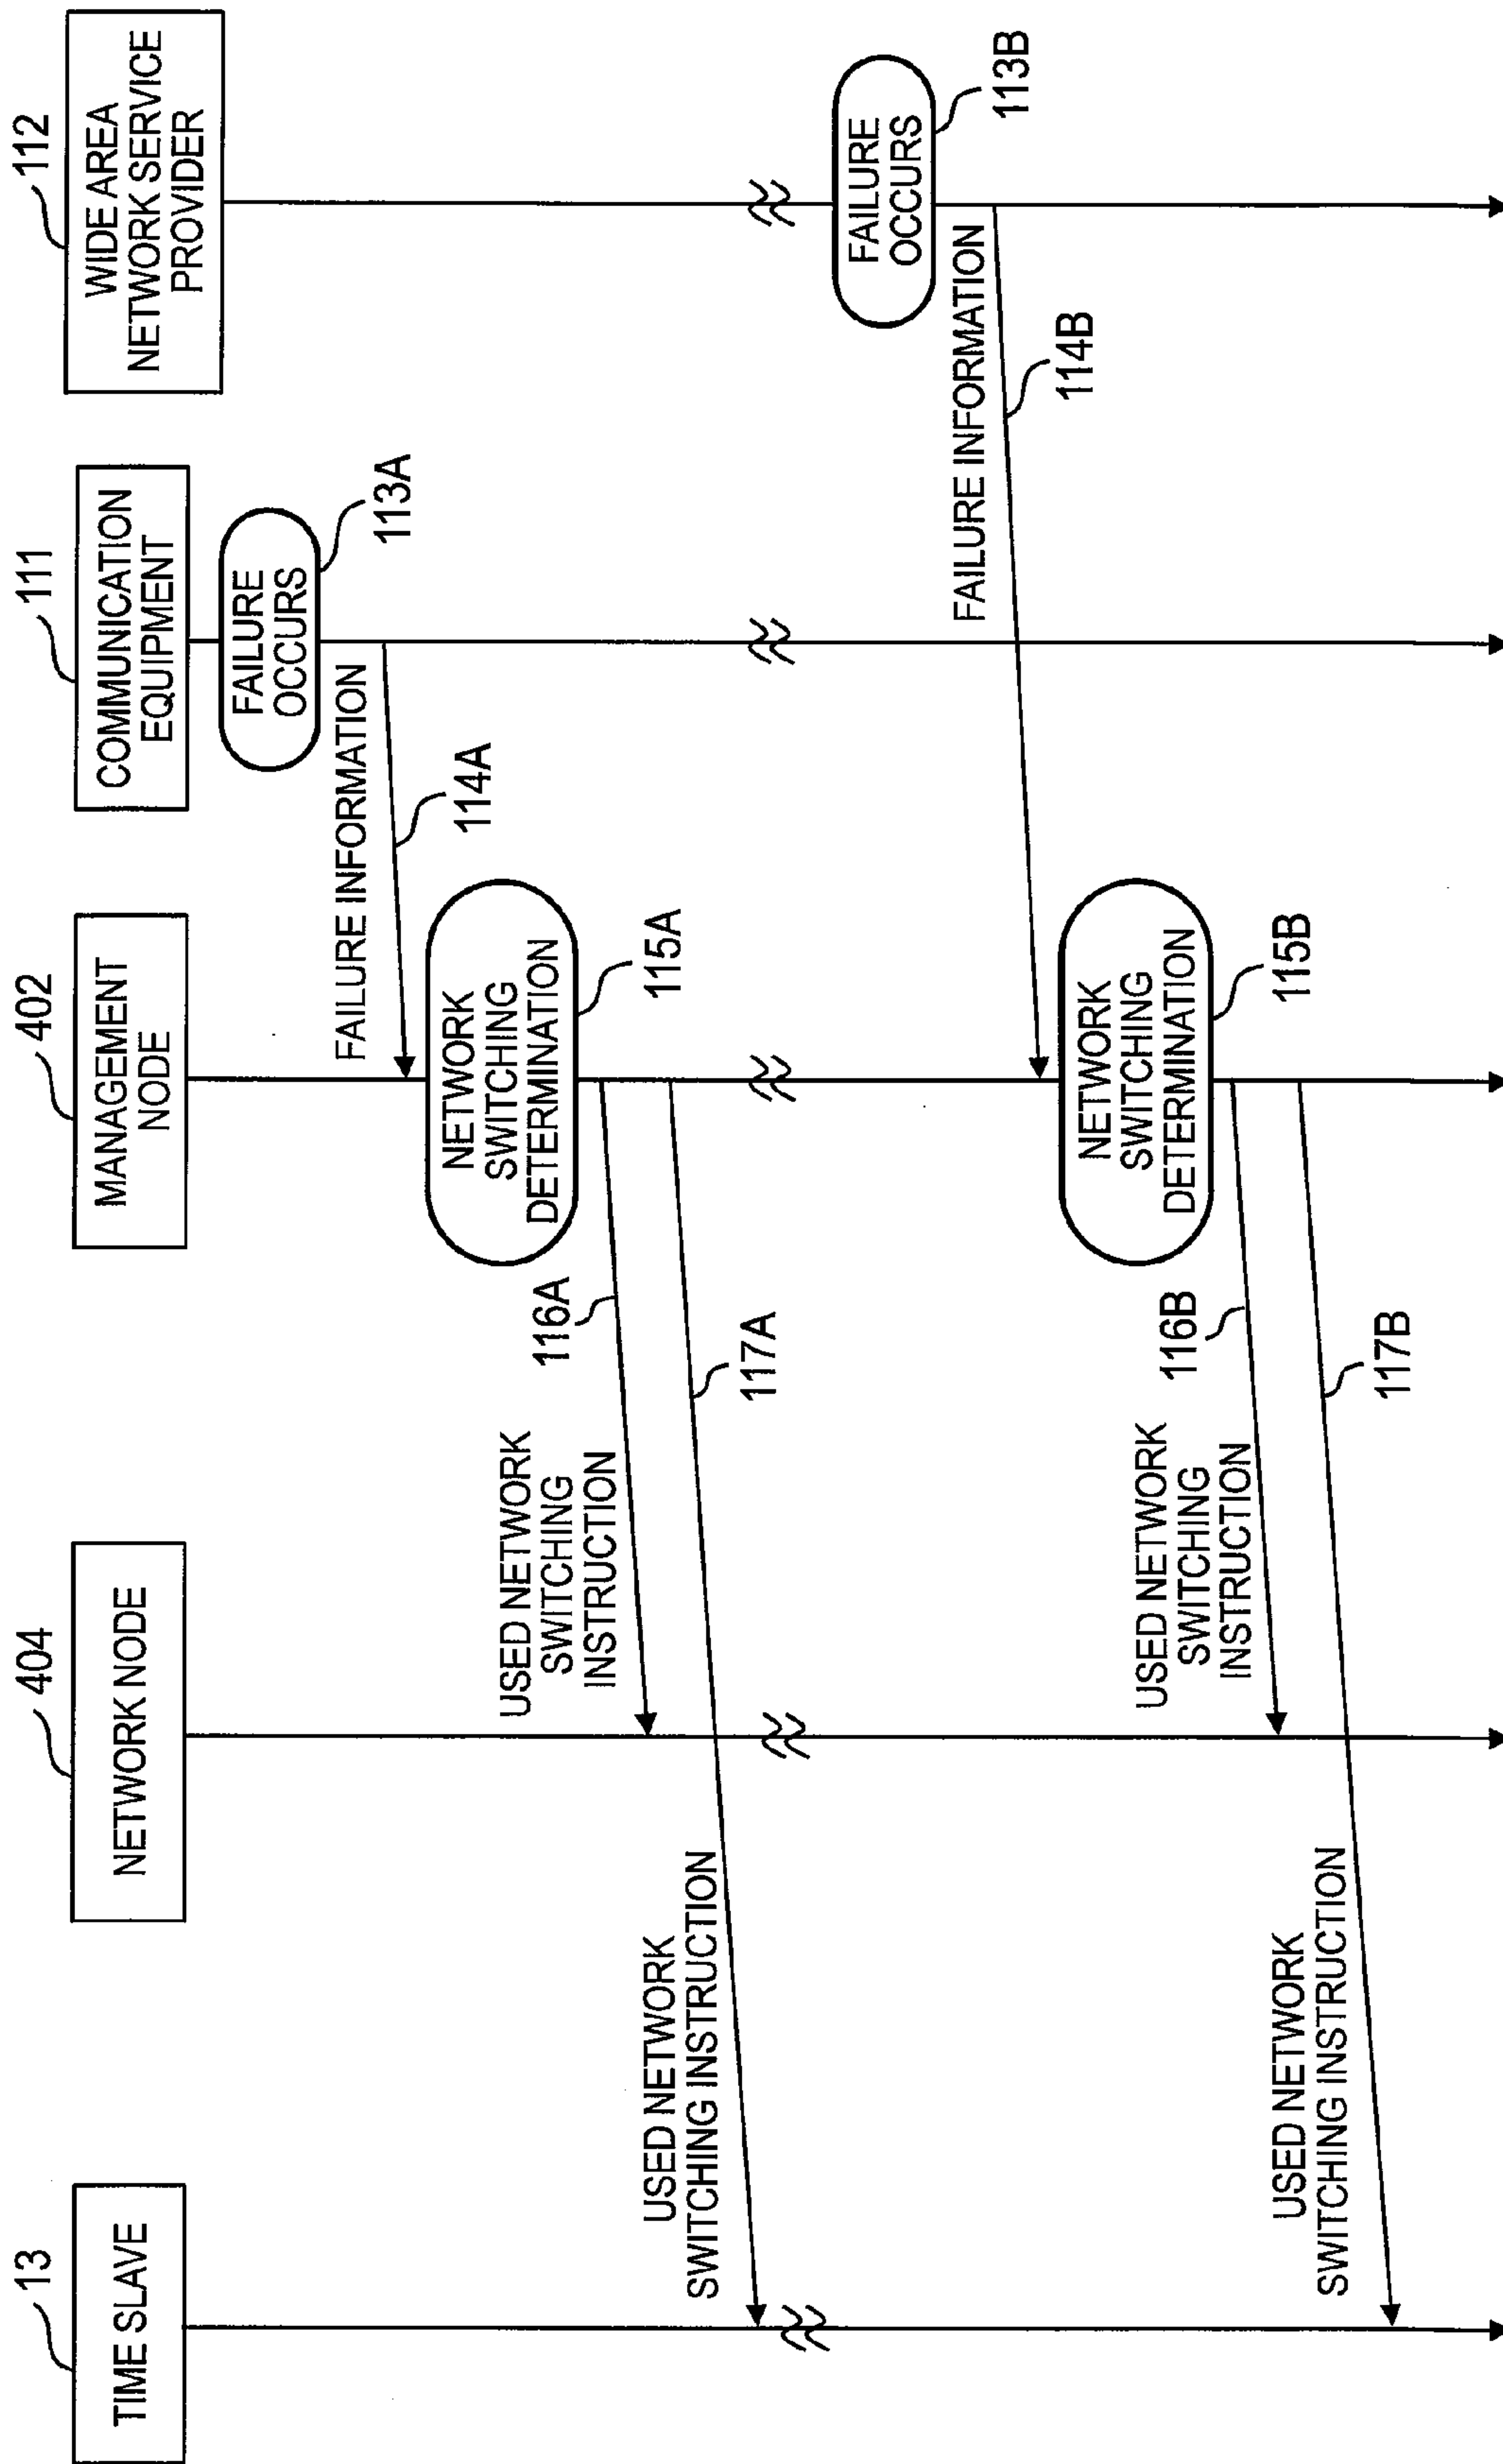 13
TIME SLAVE
404
NETWORK NODE
402
MANAGEMENT
NODE
111
COMMUNICATION
EQUIPMENT
112
WIDE AREA
NETWORK SERVICE
PROVIDER
FAILURE
OCCURS
113A
FAILURE INFORMATION
114A
NETWORK
SWITCHING
DETERMINATION
115A
116A
USED NETWORK
SWITCHING
INSTRUCTION
117A
USED NETWORK
SWITCHING INSTRUCTION
FAILURE
OCCURS
113B
FAILURE INFORMATION
114B
NETWORK
SWITCHING
DETERMINATION
115B
116B
USED NETWORK
SWITCHING
INSTRUCTION
117B
USED NETWORK
SWITCHING INSTRUCTION